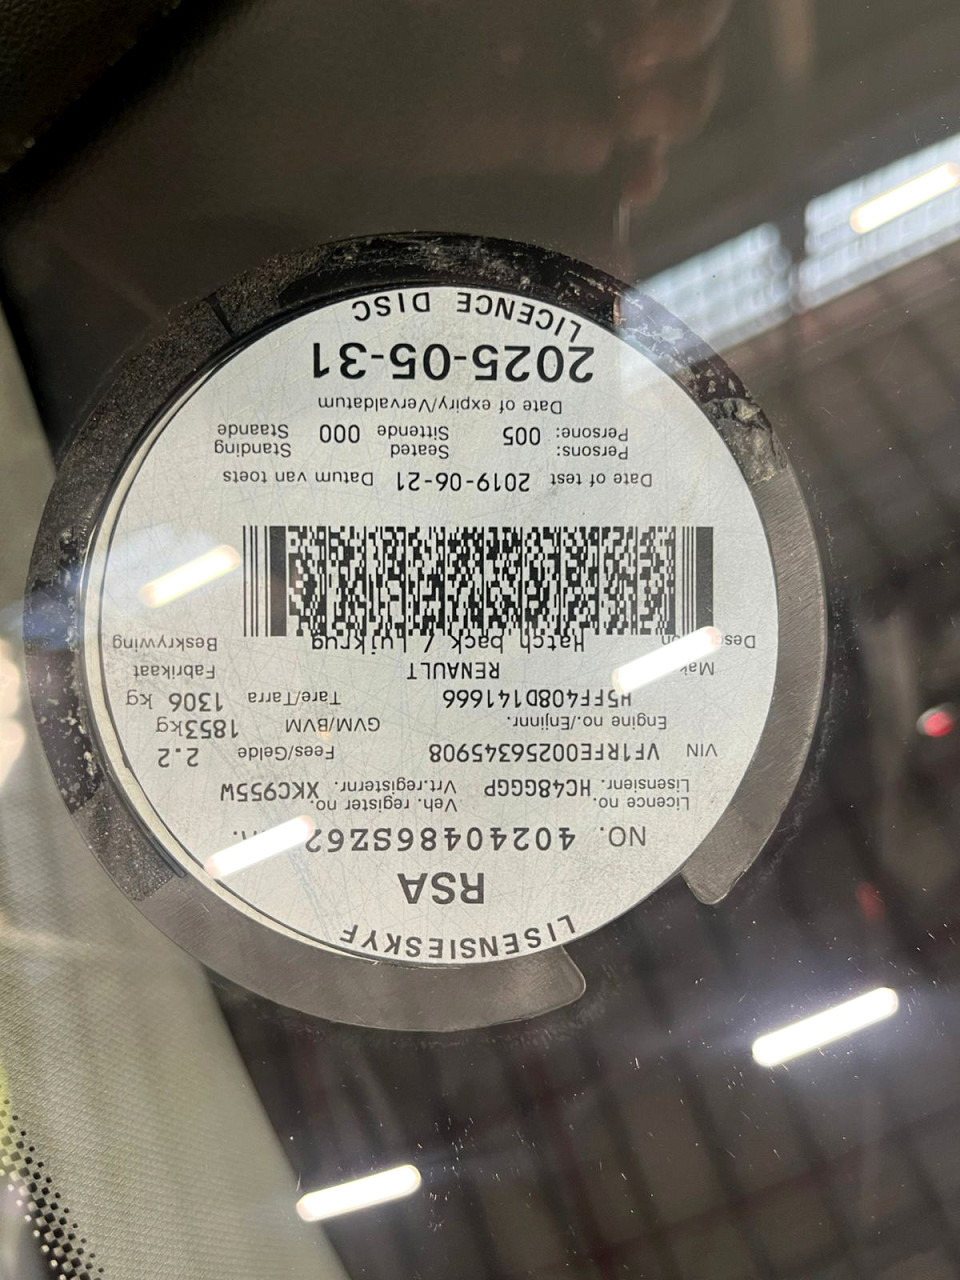 LISENSIESKYF
RSA
NO. 40240486SZ62
Licence no. Lisensienr. HC48GGGP Veh. register no. Vrt.registernr. XKC955W
VIN VF1RFE00256345908 Fees/Gelde 2.2
Engine no./Enjinnr. H5FF408D141666 GVM/BVM 1853kg
Tare/Tarra 1306 kg
RENAULT Fabrikaat
Hatch back / Luikrug Beskrywing
Date of test 2019-06-21 Datum van toets
Persons: 005 Seated 000 Standing
Persone: Sittende Staande
Date of expiry/Vervaldatum
2025-05-31
LICENCE DISC